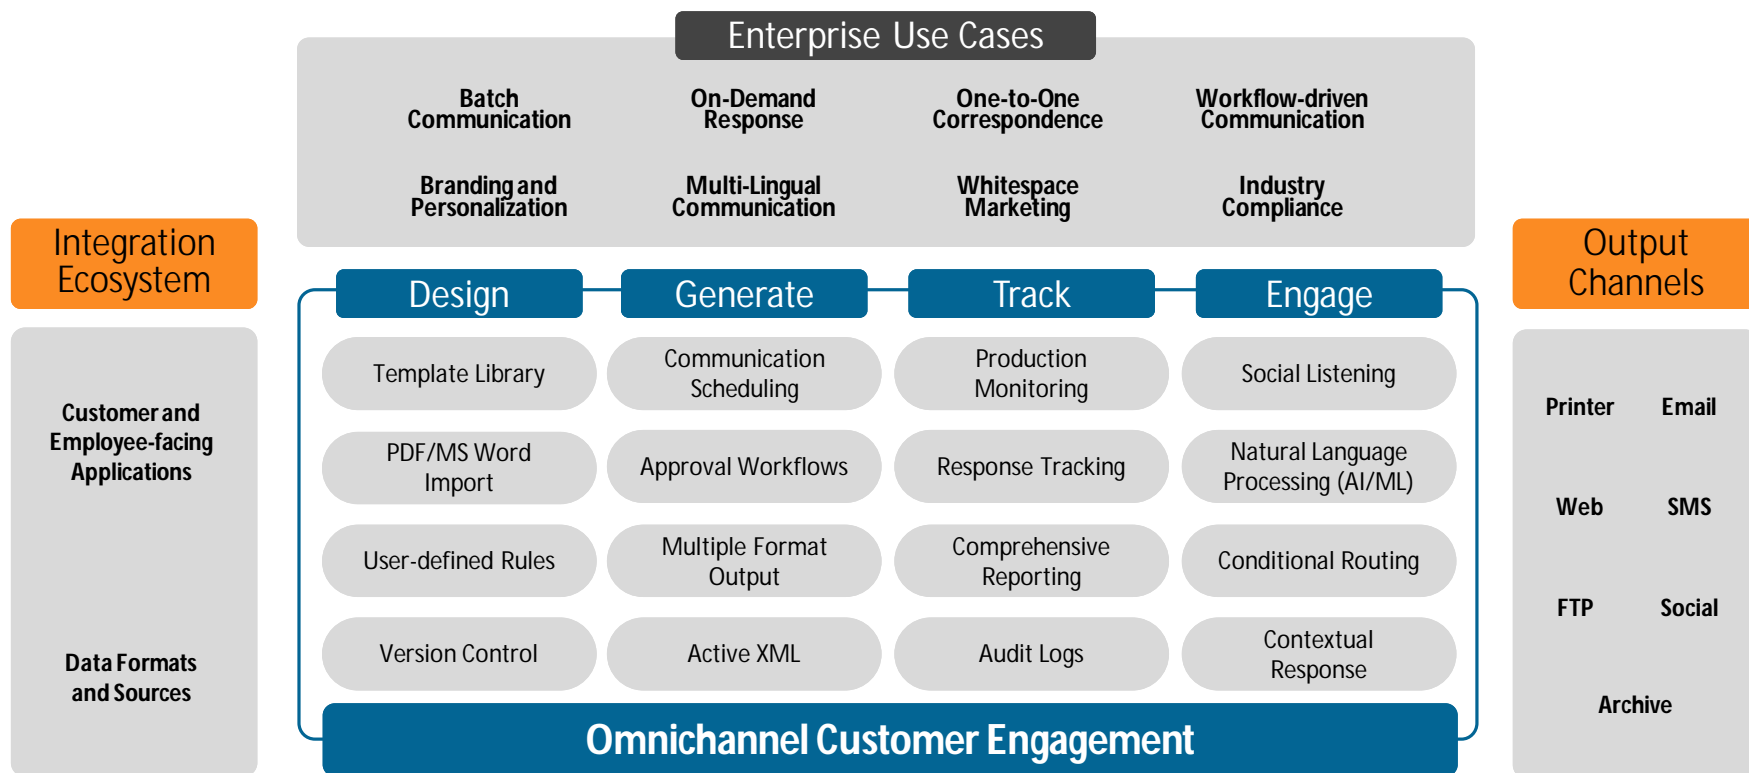 Enterprise Use Cases
Batch
Communication
On-Demand
Response
One-to-One
Correspondence
Workflow-driven
Communication
Branding and
Personalization
Multi-Lingual
Communication
Whitespace
Marketing
Industry
Compliance
Integration
Ecosystem
Customer and
Employee-facing
Applications
Data Formats
and Sources
Design
Template Library
PDF/MS Word
Import
User-defined Rules
Version Control
Generate
Communication
Scheduling
Approval Workflows
Multiple Format
Output
Active XML
Track
Production
Monitoring
Response Tracking
Comprehensive
Reporting
Audit Logs
Engage
Social Listening
Natural Language
Processing (AI/ML)
Conditional Routing
Contextual
Response
Omnichannel Customer Engagement
Output
Channels
Printer
Email
Web
SMS
FTP
Social
Archive